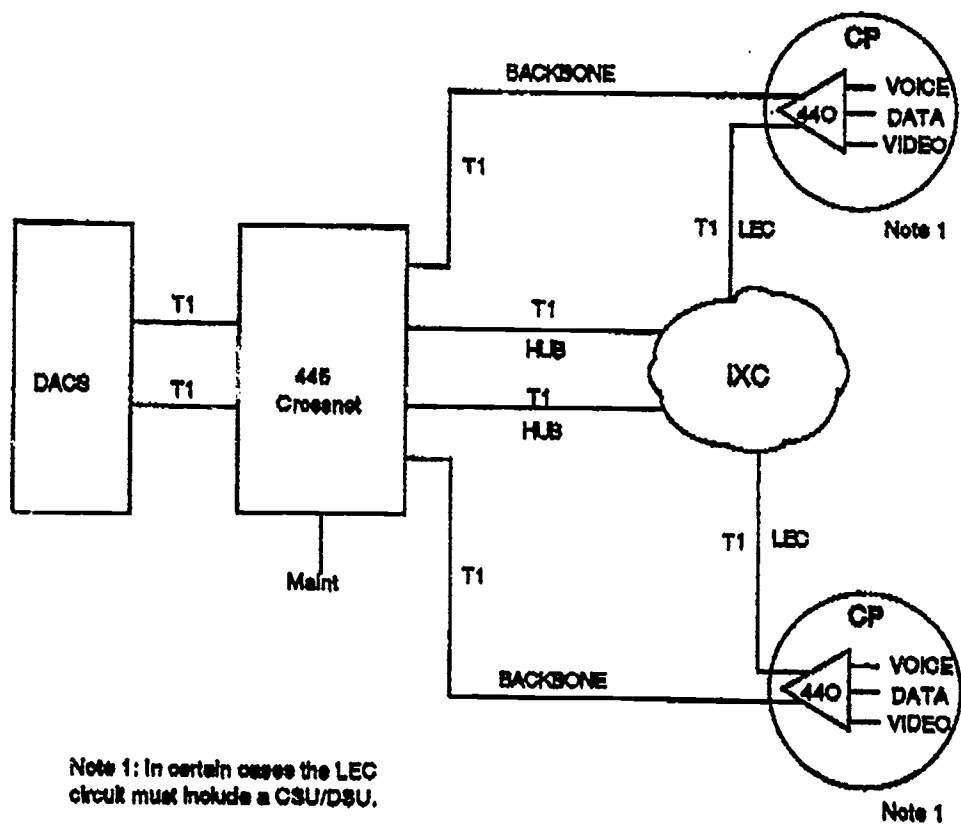 CP
BACKBONE
VOICE
440
DATA
VIDEO
T1
Note 1
T1 LEC
T1
T1
HUB
DACS
445
Crossnet
IXC
T1
T1
HUB
T1 LEC
Maint
T1
CP
BACKBONE
VOICE
440
DATA
VIDEO
Note 1: In certain cases the LEC
circuit must include a CSU/DSU.
Note 1